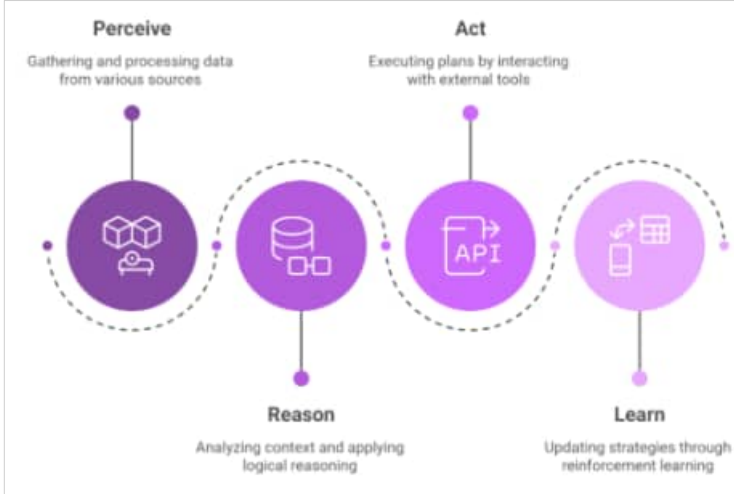 Perceive
Gathering and processing data
from various sources
Act
Executing plans by interacting
with external tools
API
Reason
Analyzing context and applying
logical reasoning
Learn
Updating strategies through
reinforcement learning